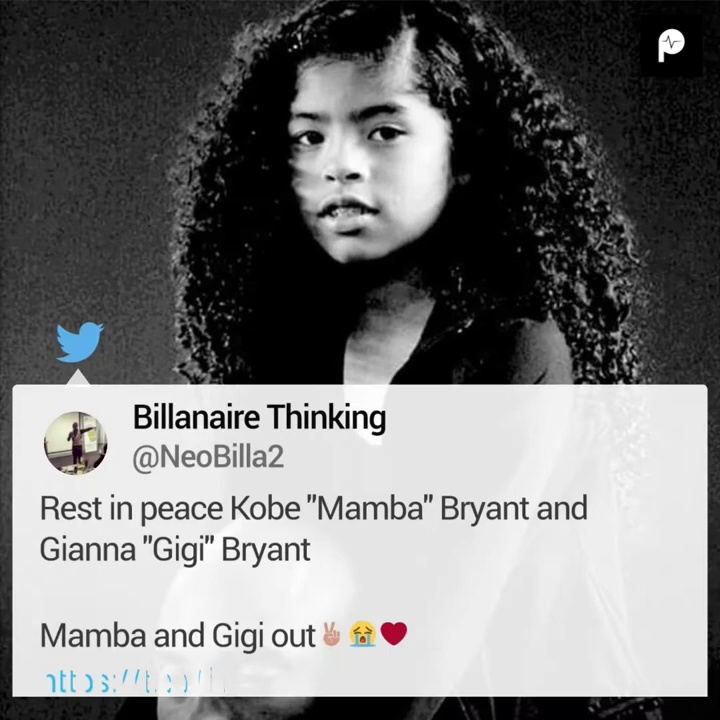 Billanaire Thinking
@NeoBilla2
Rest in peace Kobe "Mamba" Bryant and
Gianna "Gigi" Bryant
Mamba and Gigi out✌🏽 😭❤️